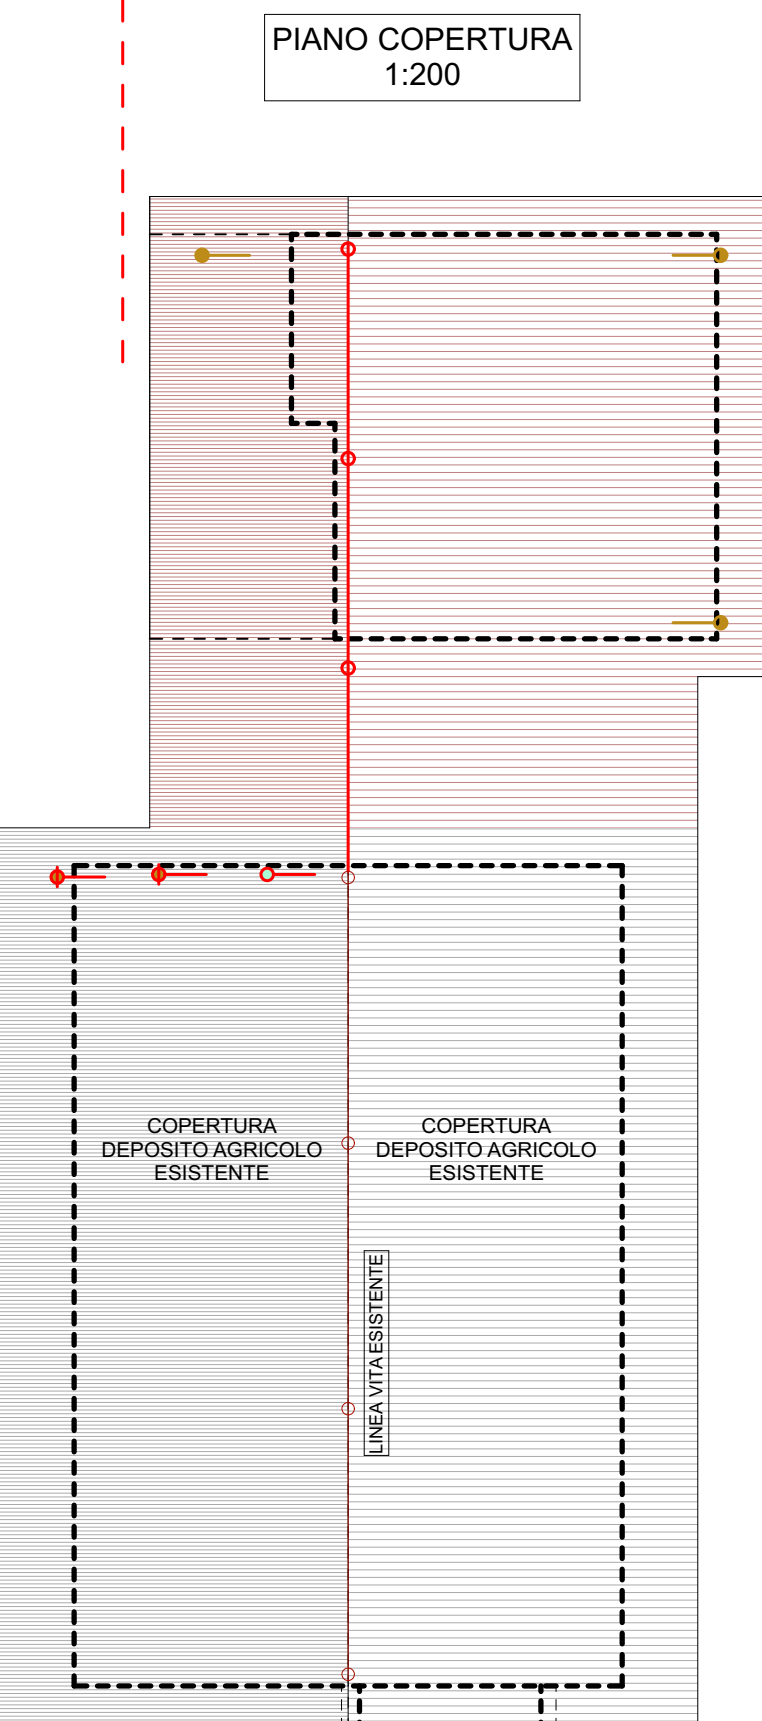 PIANO COPERTURA
1:200
COPERTURA
DEPOSITO AGRICOLO
ESISTENTE
COPERTURA
DEPOSITO AGRICOLO
ESISTENTE
LINEA VITA ESISTENTE